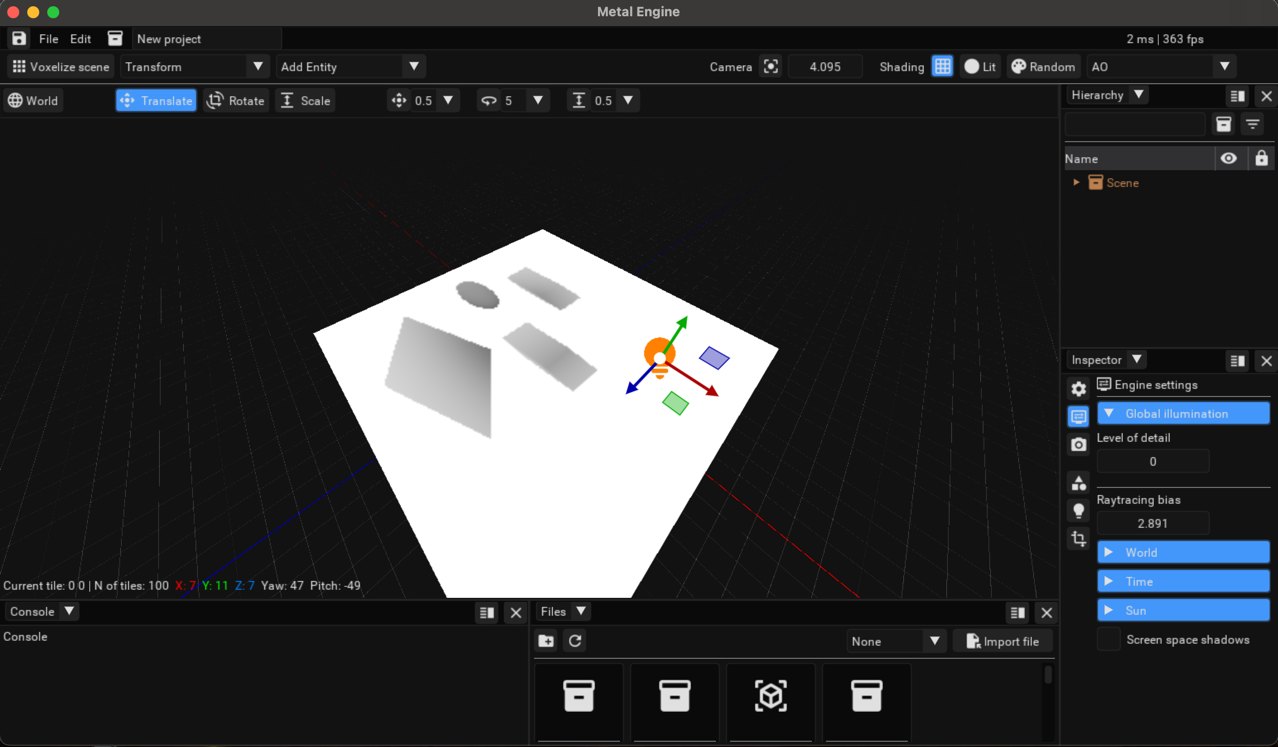 Metal Engine
File Edit New project 2 ms | 363 fps
Voxelize scene Transform Add Entity Camera 4.095 Shading Lit Random AO
World Translate Rotate Scale 0.5 5 0.5
Hierarchy
Name
Scene
Inspector
Engine settings
Global illumination
Level of detail
0
Raytracing bias
2.891
World
Time
Sun
Screen space shadows
Current tile: 0 0 | N of tiles: 100 X: 7 Y: 11 Z: 7 Yaw: 47 Pitch: -49
Console
Console
Files
None Import file